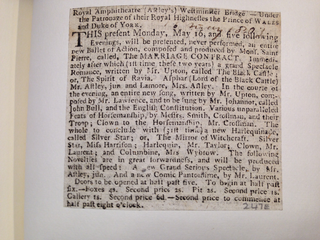 Royal Amphitheatre (Astley's) Westminster Bridge.—Under
the Patronage of their Royal Highnesses the Prince of WALES
and Duke of YORK.
THIS present Monday, May 16, and five following
Evenings, will be presented, never performed, an entire
new Ballet of Action, composed and produced by Mons. Saint
Pierre, called, The MARRIAGE CONTRACT. Immedi-
ately after which (1st time these two years) a grand Spectacle
Romance, written by Mr. Upton, called The Black Castle;
or, The Spirit of Ravia. Asphar (Lord of the Black Castle)
Mr. Astley, jun. and Lanore, Mrs. Astley. In the course of
the evening, an entire new song, written by Mr. Upton, com-
posed by Mr. Lawrence, and to be sung by Mr. Johannot, called
John Bull, and the English Constitution. Various unparalleled
Feats of Horsemanship, by Messrs. Smith, Crossman, and their
Troop; Clown to the Horsemanship, Mr. Crossman. The
whole to conclude with (1st time) a new Harlequinade,
called Silver Star; or, The Mirror of Witchcraft. Silver
Star, Miss Harrison; Harlequin, Mr. Taylor; Clown, Mr.
Laurent; and Columbine, Mrs. Wybrow. The following
Novelties are in great forwardness, and will be produced
with all speed: A new Grand Serious Spectacle, by Mr.
Astley, jun. And a new Comic Pantomime, by Mr. Laurent.
Doors to be opened at half past five. To begin at half past
six.—boxes 4s. Second price 2s. Pit 2s. Second price 1s.
Gallery 1s. Second price 6d.—Second price to commence at
half past eight o'clock.